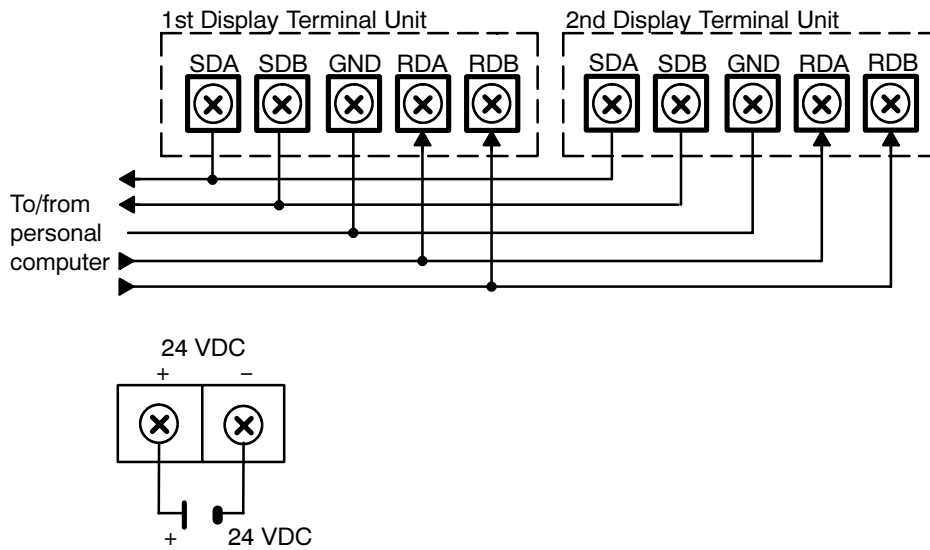 1st Display Terminal Unit
2nd Display Terminal Unit
SDA SDB GND RDA RDB
SDA SDB GND RDA RDB
To/from
personal
computer
24 VDC
+ −
+ 24 VDC